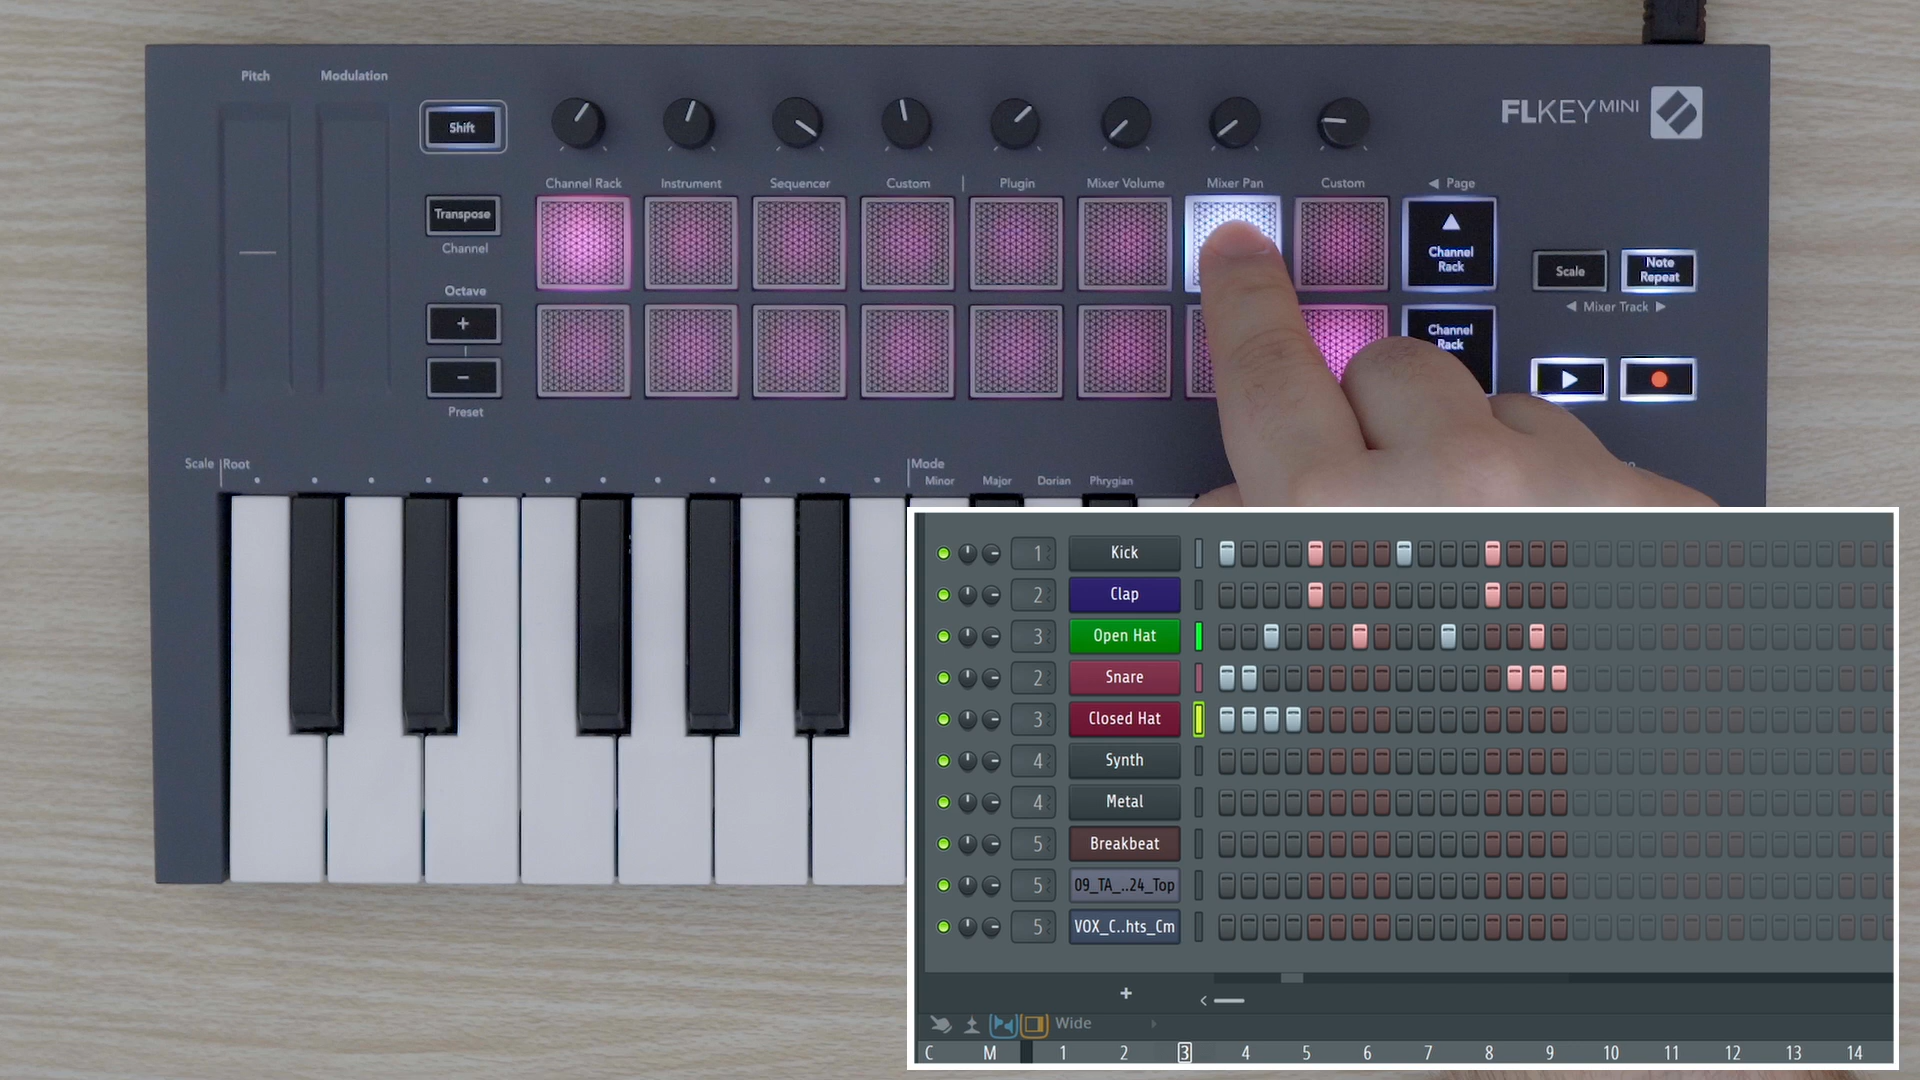 Pitch
Modulation
Shift
FLKEY MINI
Channel Rack
Instrument
Sequencer
Custom
Plugin
Mixer Volume
Mixer Pan
Custom
◀ Page
Transpose
Channel
▲
Channel
Rack
Scale
Note
Repeat
◀ Mixer Track ▶
Octave
+
Channel
Rack
−
Preset
Scale
Root
Mode
Minor
Major
Dorian
Phrygian
1 Kick
2 Clap
3 Open Hat
2 Snare
3 Closed Hat
4 Synth
4 Metal
5 Breakbeat
5 09_TA_..24_Top
5 VOX_C..hts_Cm
+
Wide
C M 1 2 3 4 5 6 7 8 9 10 11 12 13 14